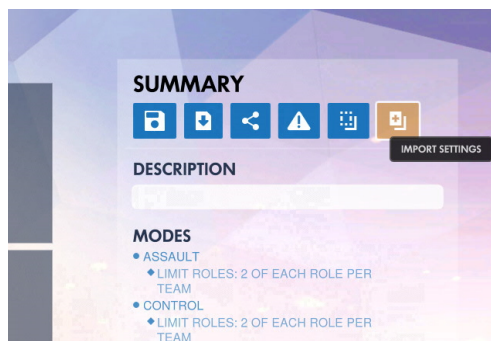 SUMMARY
IMPORT SETTINGS
DESCRIPTION
MODES
ASSAULT
LIMIT ROLES: 2 OF EACH ROLE PER
TEAM
CONTROL
LIMIT ROLES: 2 OF EACH ROLE PER
TEAM